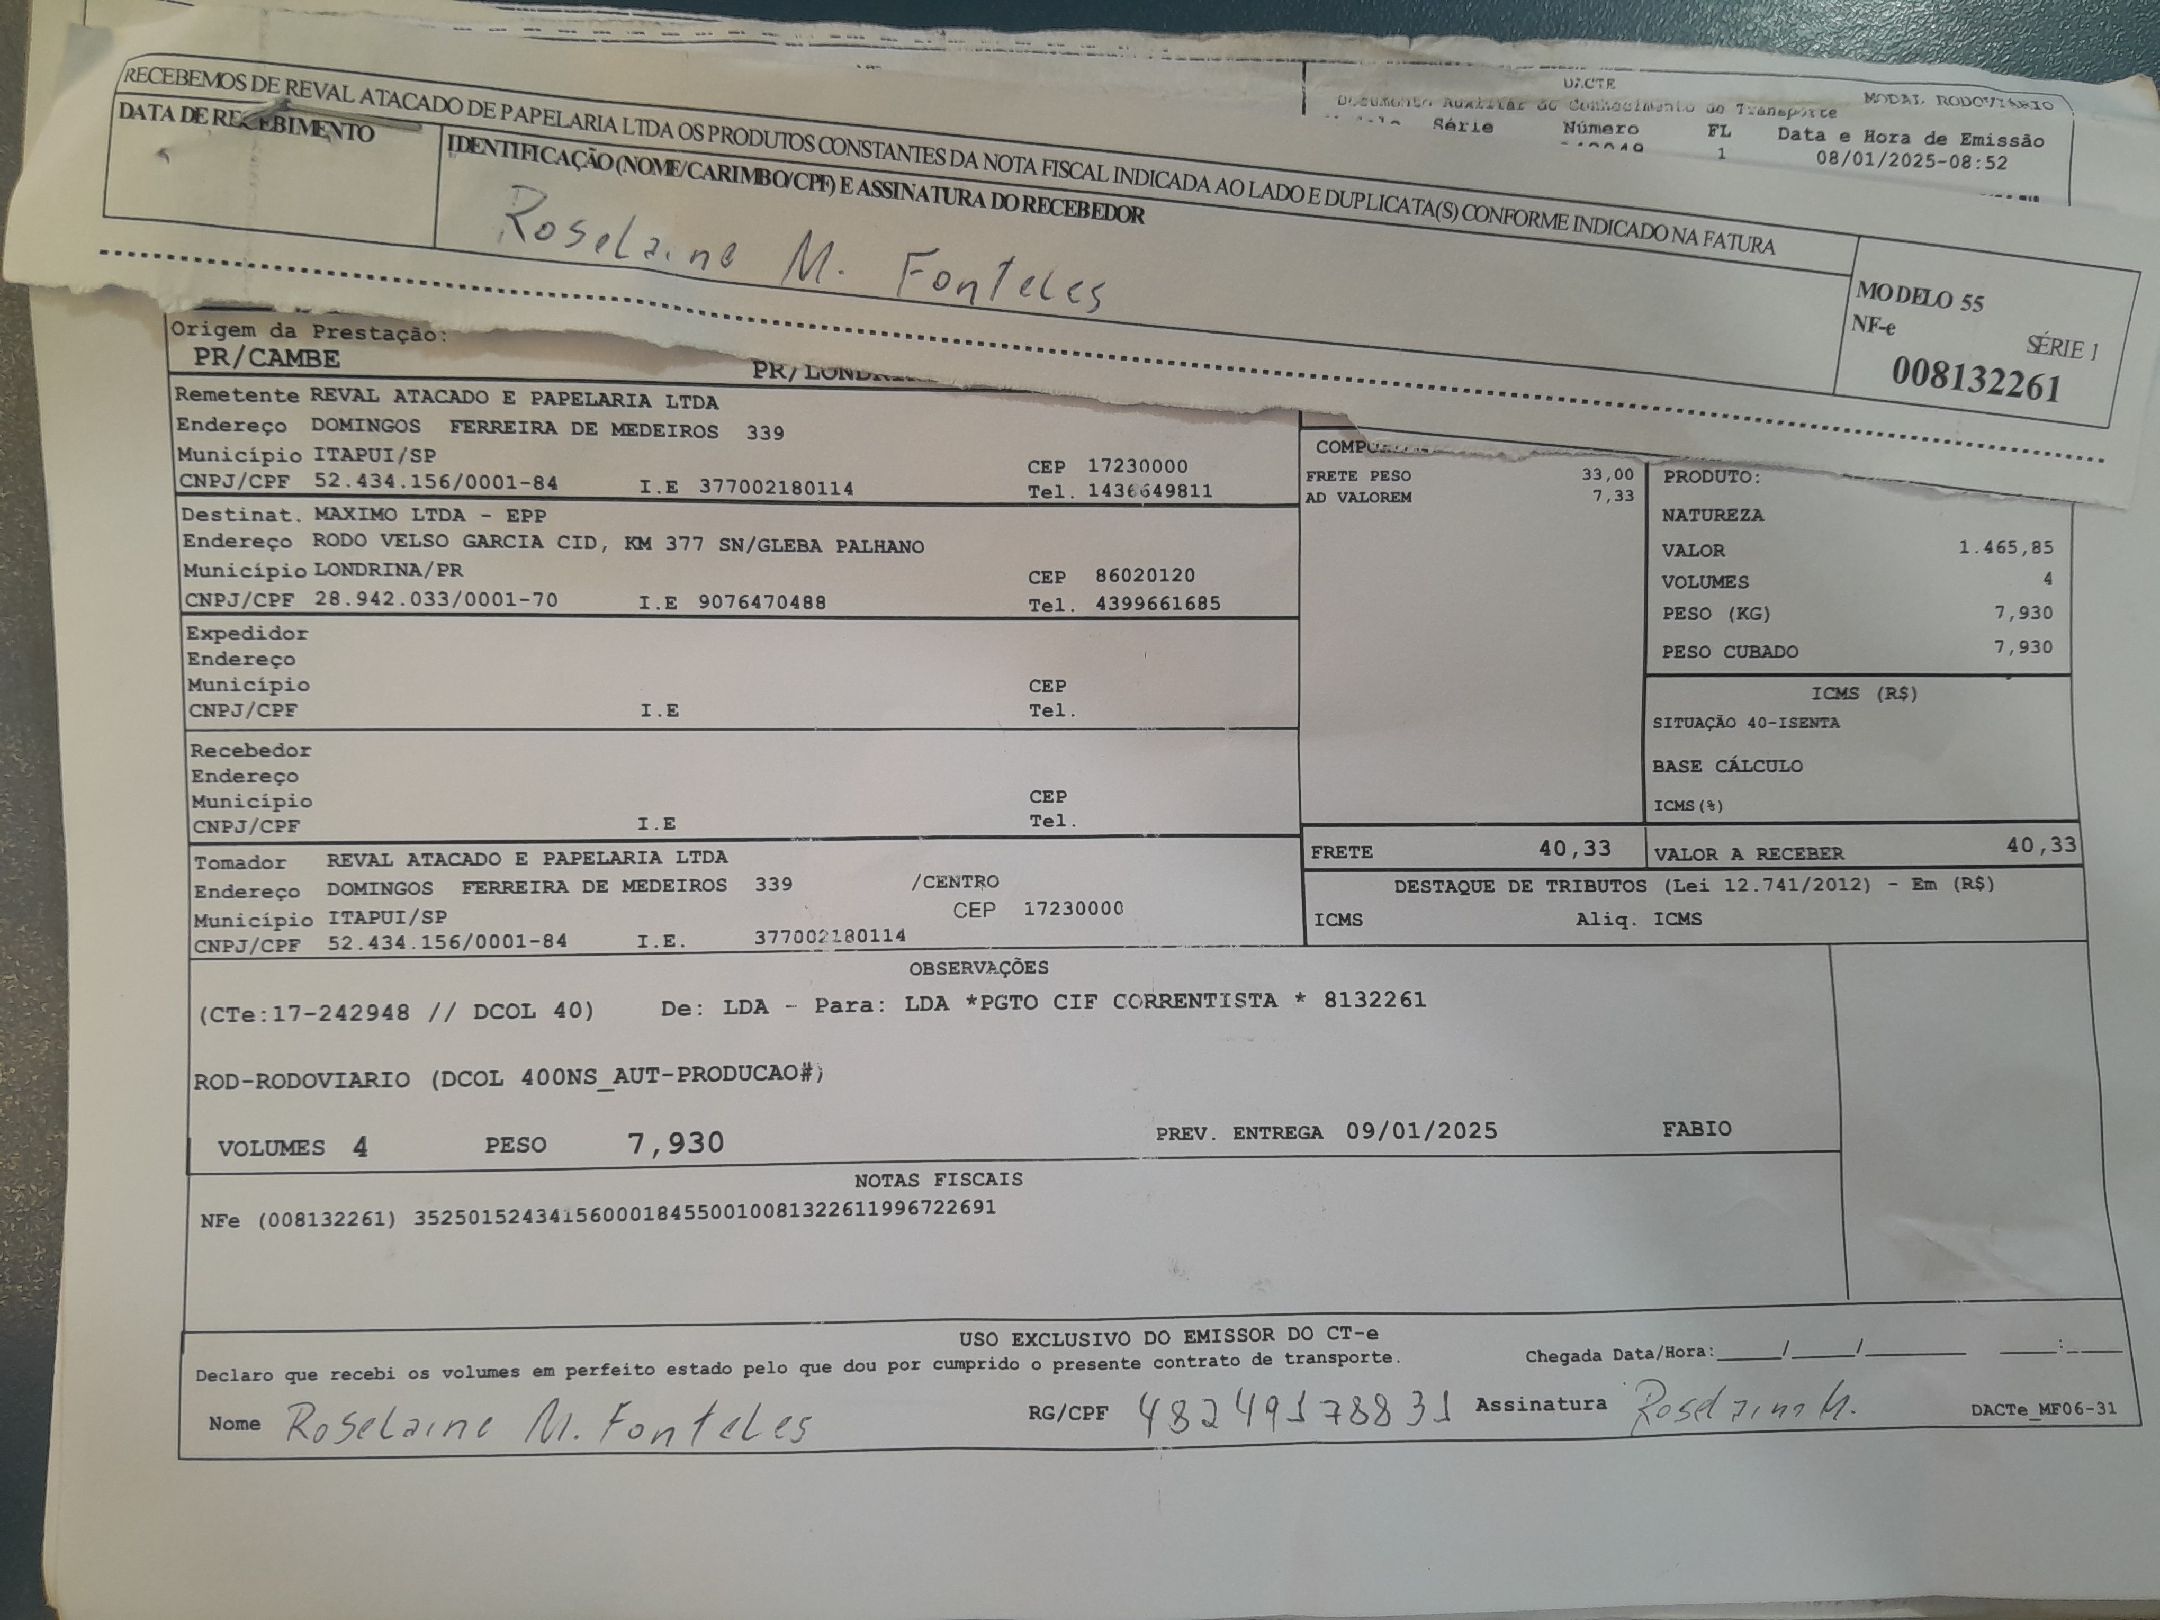 RECEBEMOS DE REVAL ATACADO DE PAPELARIA LTDA OS PRODUTOS CONSTANTES DA NOTA FISCAL INDICADA AO LADO E DUPLICATA(S) CONFORME INDICADO NA FATURA
DATA DE RECEBIMENTO
IDENTIFICAÇÃO (NOME/CARIMBO/CPF) E ASSINATURA DO RECEBEDOR
Roselaine M. Fonteles
MODELO 55
NF-e
SÉRIE 1
008132261
DACTE
Documento Auxiliar do Conhecimento de Transporte
MODAL RODOVIÁRIO
Série Número FL Data e Hora de Emissão
1 08/01/2025-08:52
Origem da Prestação:
PR/CAMBE
PR/LONDRINA
Remetente REVAL ATACADO E PAPELARIA LTDA
Endereço DOMINGOS FERREIRA DE MEDEIROS 339
Município ITAPUI/SP CEP 17230000
CNPJ/CPF 52.434.156/0001-84 I.E 377002180114 Tel. 1436649811
Destinat. MAXIMO LTDA - EPP
Endereço RODO VELSO GARCIA CID, KM 377 SN/GLEBA PALHANO
Município LONDRINA/PR CEP 86020120
CNPJ/CPF 28.942.033/0001-70 I.E 9076470488 Tel. 4399661685
Expedidor
Endereço
Município CEP
CNPJ/CPF I.E Tel.
Recebedor
Endereço
Município CEP
CNPJ/CPF I.E Tel.
Tomador REVAL ATACADO E PAPELARIA LTDA
Endereço DOMINGOS FERREIRA DE MEDEIROS 339 /CENTRO
Município ITAPUI/SP CEP 17230000
CNPJ/CPF 52.434.156/0001-84 I.E. 377002180114
FRETE PESO 33,00
AD VALOREM 7,33
PRODUTO:
NATUREZA
VALOR 1.465,85
VOLUMES 4
PESO (KG) 7,930
PESO CUBADO 7,930
ICMS (R$)
SITUAÇÃO 40-ISENTA
BASE CÁLCULO
ICMS(%)
FRETE 40,33 VALOR A RECEBER 40,33
DESTAQUE DE TRIBUTOS (Lei 12.741/2012) - Em (R$)
ICMS Aliq. ICMS
OBSERVAÇÕES
(CTe:17-242948 // DCOL 40) De: LDA - Para: LDA *PGTO CIF CORRENTISTA * 8132261
ROD-RODOVIARIO (DCOL 400NS_AUT-PRODUCAO#)
VOLUMES 4 PESO 7,930 PREV. ENTREGA 09/01/2025 FABIO
NOTAS FISCAIS
NFe (008132261) 35250152434156000184550010081322611996722691
USO EXCLUSIVO DO EMISSOR DO CT-e
Declaro que recebi os volumes em perfeito estado pelo que dou por cumprido o presente contrato de transporte. Chegada Data/Hora:_____/_____/________ ____:____
Nome Roselaine M. Fonteles RG/CPF 48249178831 Assinatura Roselaine M. DACTe_MF06-31